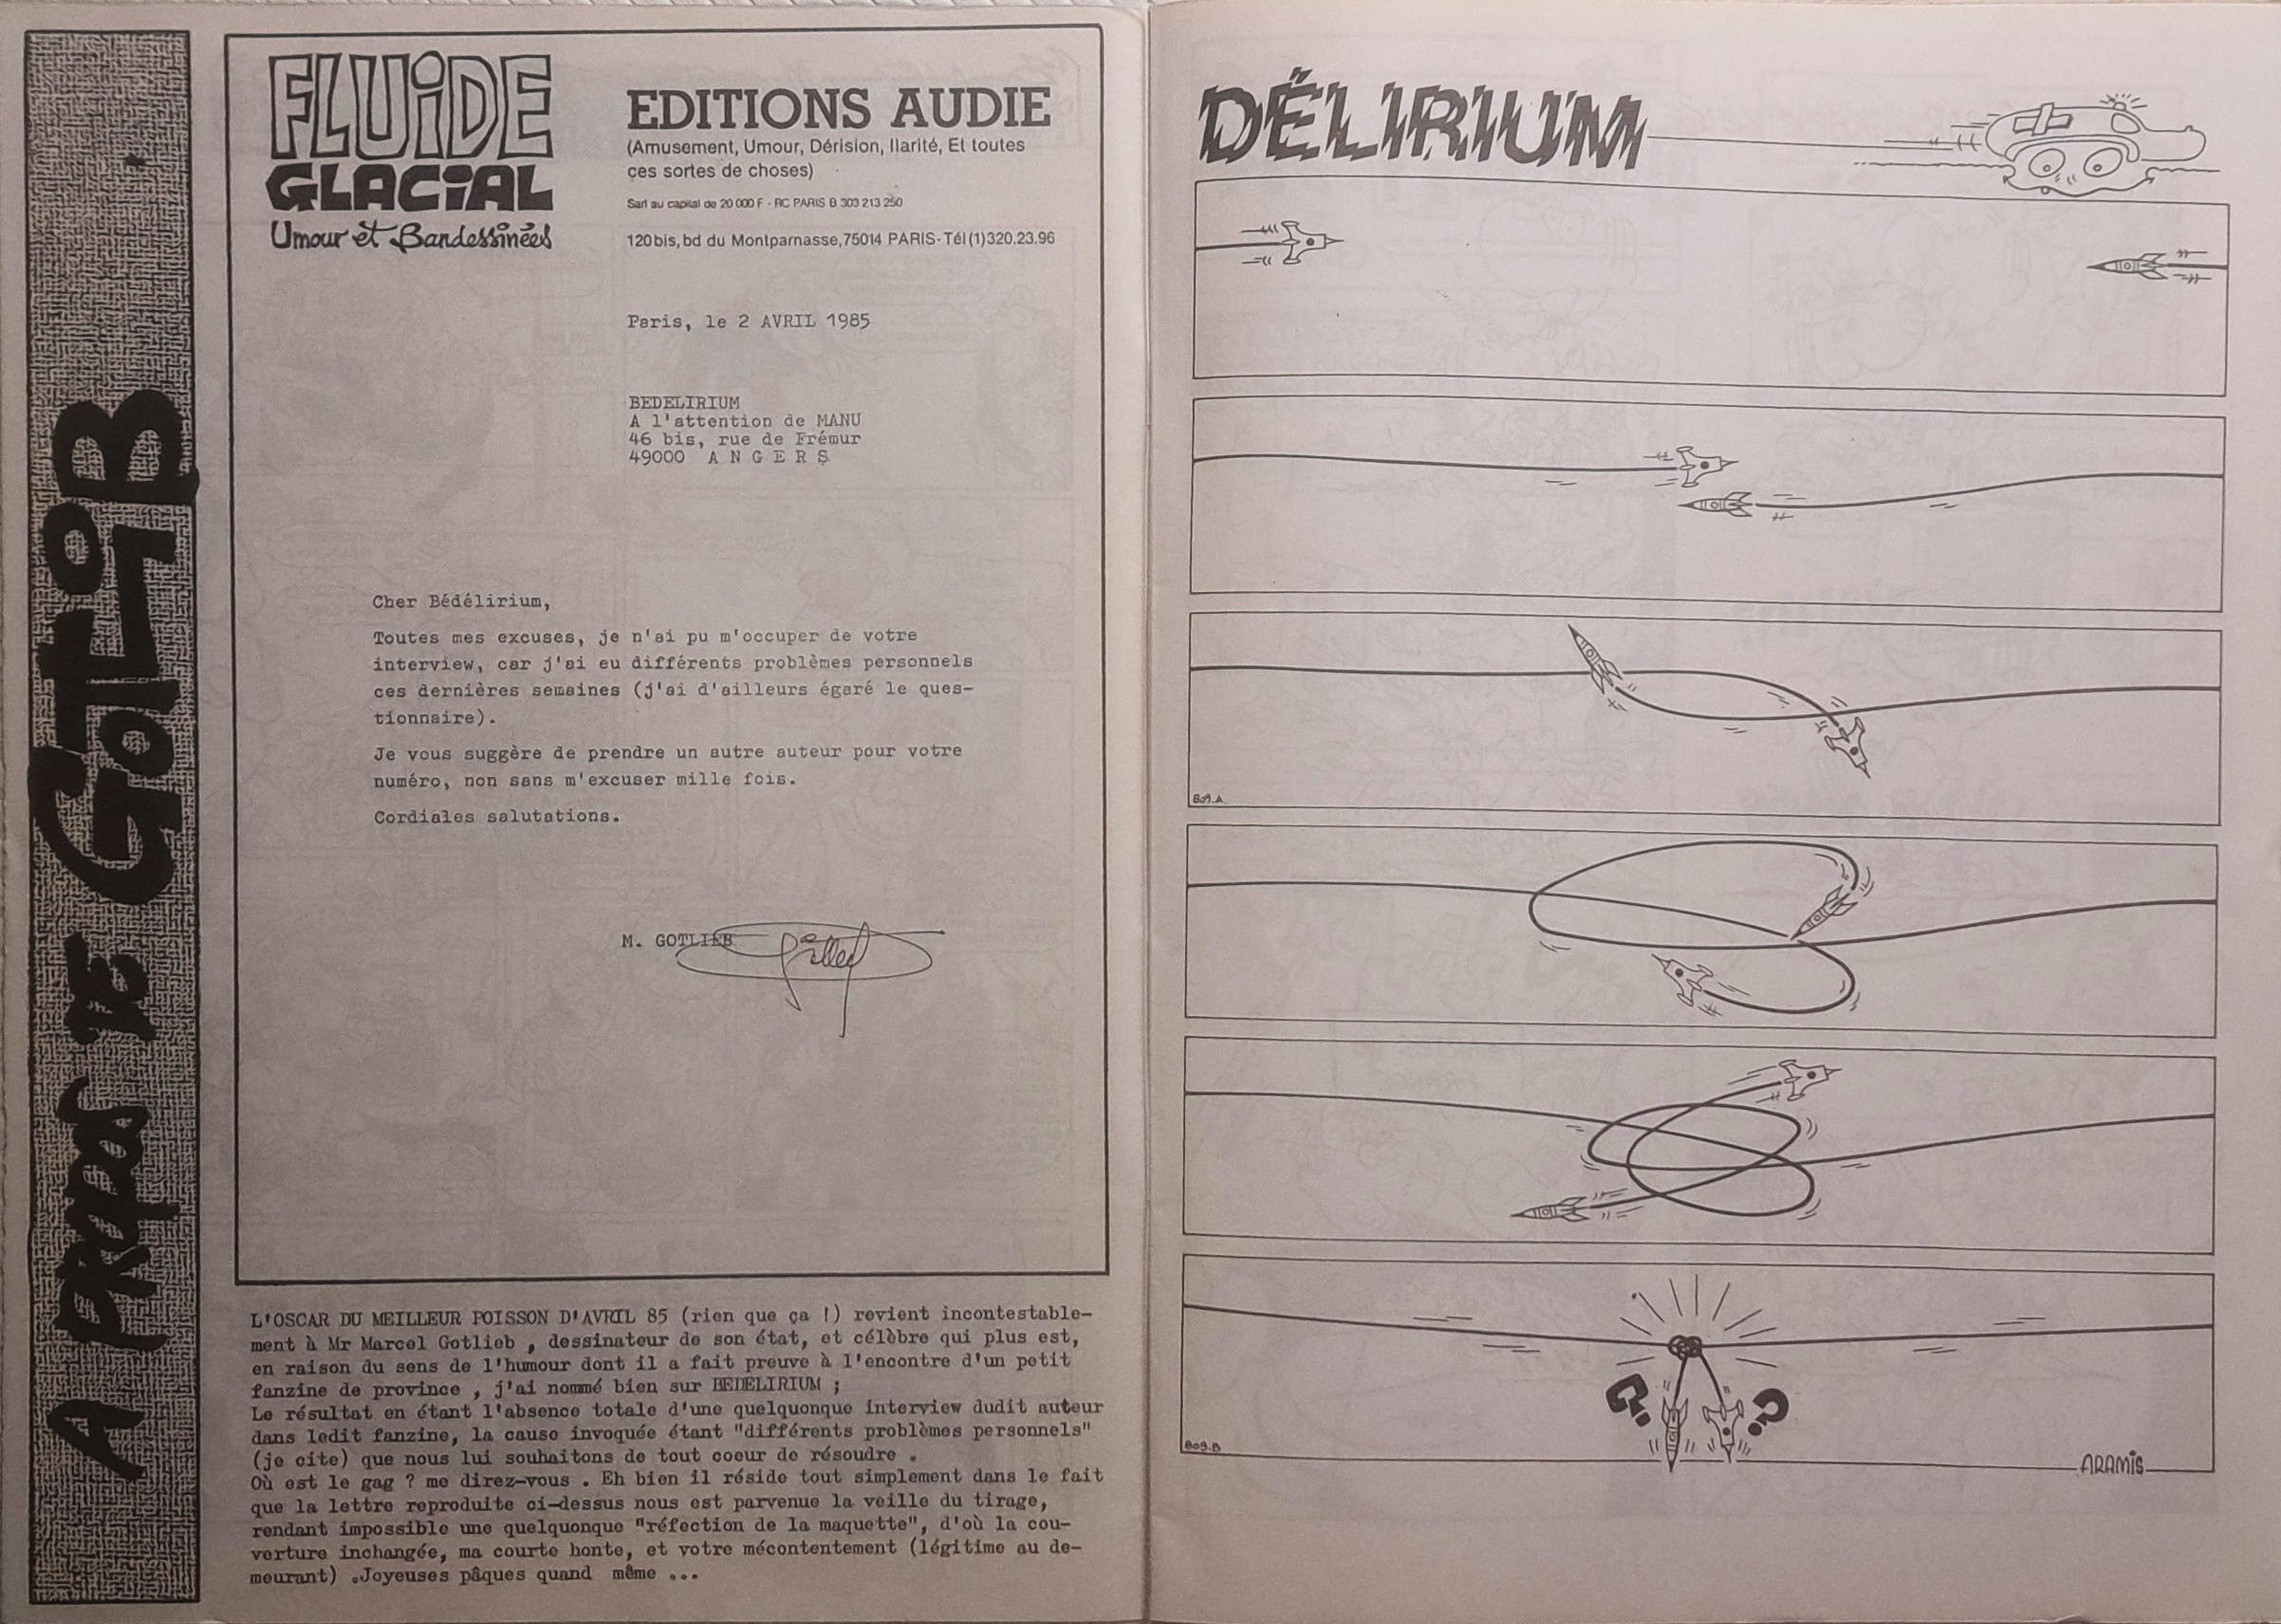 A PROPOS DE GOTLIB.
FLUIDE
GLACIAL
Umour et Bandessinées
EDITIONS AUDIE
(Amusement, Umour, Dérision, Ilarité, Et toutes
ces sortes de choses)
Sarl au capital de 20 000 F - RC PARIS B 303 213 250
120 bis, bd du Montparnasse, 75014 PARIS - Tél (1) 320.23.96
Paris, le 2 AVRIL 1985
BEDELIRIUM
A l'attention de MANU
46 bis, rue de Frémur
49000 A N G E R S
Cher Bédélirium,
Toutes mes excuses, je n'ai pu m'occuper de votre
interview, car j'ai eu différents problèmes personnels
ces dernières semaines (j'ai d'ailleurs égaré le ques-
tionnaire).
Je vous suggère de prendre un autre auteur pour votre
numéro, non sans m'excuser mille fois.
Cordiales salutations.
M. GOTLIEB
L'OSCAR DU MEILLEUR POISSON D'AVRIL 85 (rien que ça !) revient incontestable-
ment à Mr Marcel Gotlieb , dessinateur de son état, et célèbre qui plus est,
en raison du sens de l'humour dont il a fait preuve à l'encontre d'un petit
fanzine de province , j'ai nommé bien sur BEDELIRIUM ;
Le résultat en étant l'absence totale d'une quelquonque interview dudit auteur
dans ledit fanzine, la cause invoquée étant "différents problèmes personnels"
(je cite) que nous lui souhaitons de tout coeur de résoudre .
Où est le gag ? me direz-vous . Eh bien il réside tout simplement dans le fait
que la lettre reproduite ci-dessus nous est parvenue la veille du tirage,
rendant impossible une quelquonque "réfection de la maquette", d'où la cou-
verture inchangée, ma courte honte, et votre mécontentement (légitime au de-
meurant) .Joyeuses pâques quand même ...
DÉLIRIUM
809.A
? ?
809.B
ARAMIS